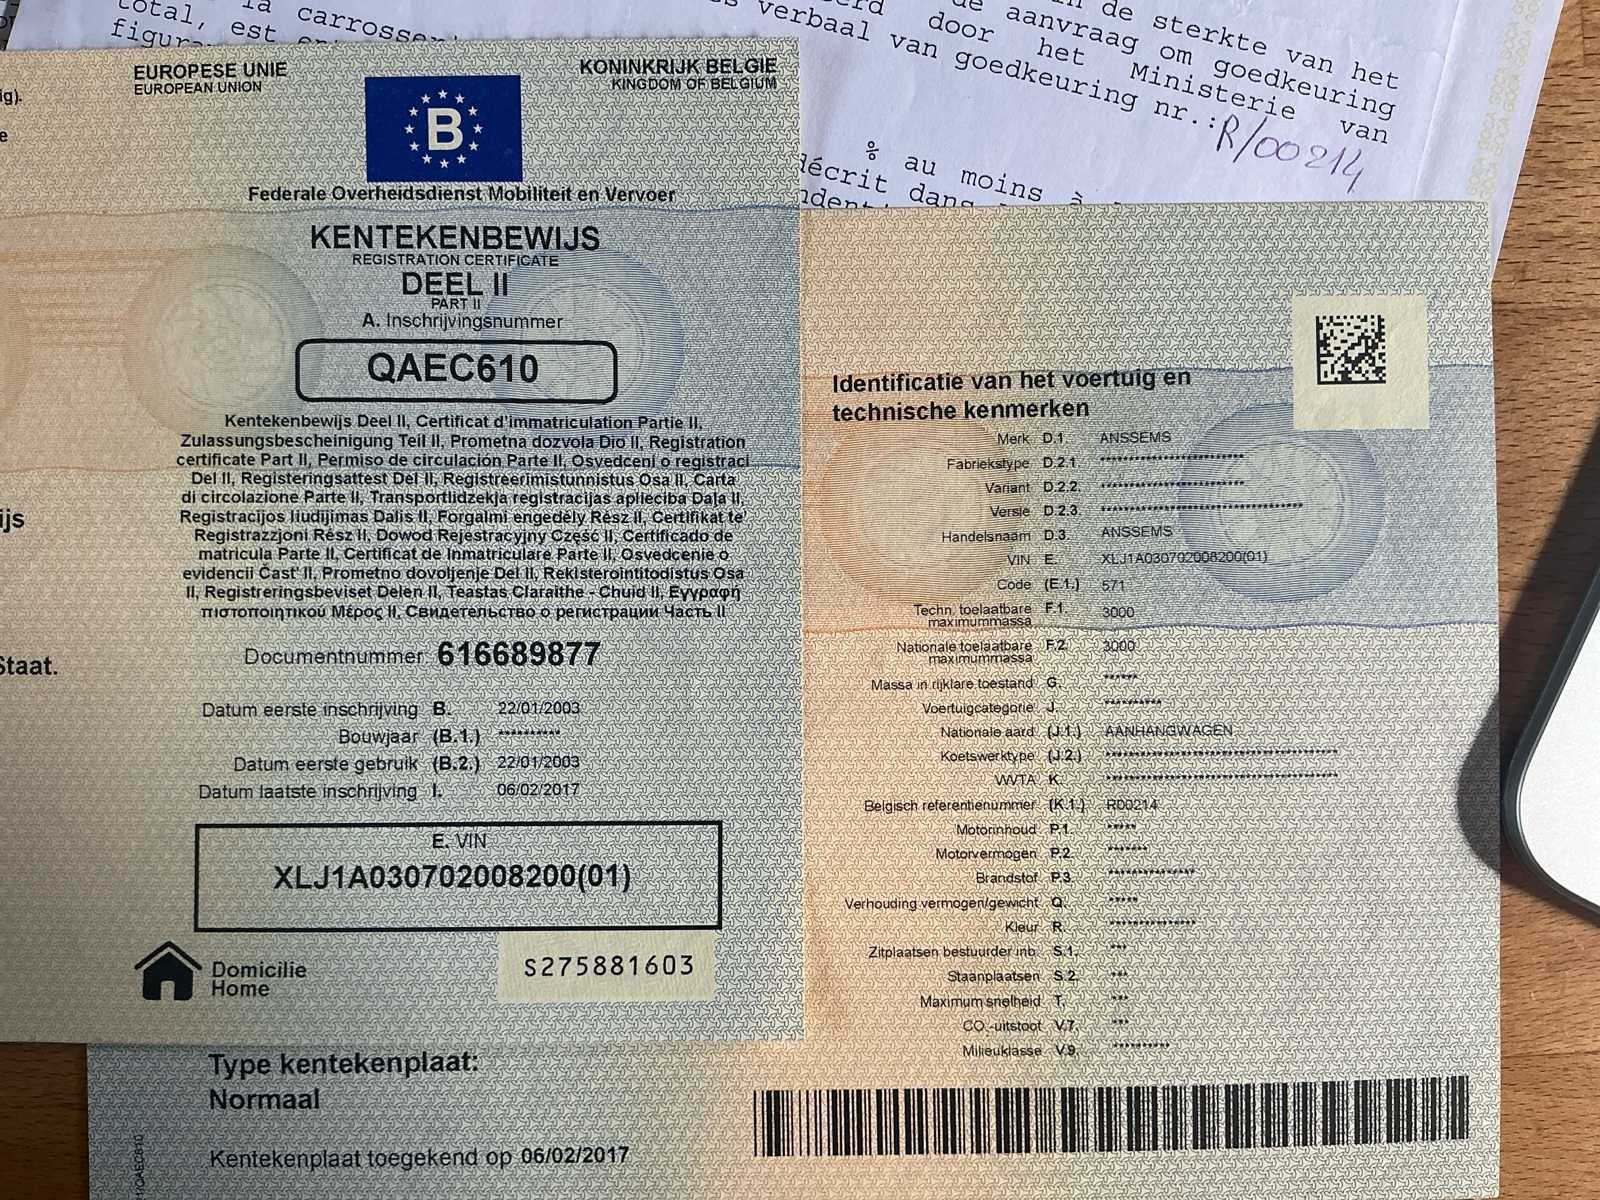 la carrosser
total, est
figura
de sterkte van het
de aanvraag om goedkeuring
door het Ministerie van
verbaal van goedkeuring nr.: R/00214
% au moins à
décrit dans
ig).
e
ijs
Staat.
EUROPESE UNIE
EUROPEAN UNION
KONINKRIJK BELGIE
KINGDOM OF BELGIUM
B
Federale Overheidsdienst Mobiliteit en Vervoer
KENTEKENBEWIJS
REGISTRATION CERTIFICATE
DEEL II
PART II
A. Inschrijvingsnummer
QAEC610
Kentekenbewijs Deel II, Certificat d'immatriculation Partie II,
Zulassungsbescheinigung Teil II, Prometna dozvola Dio II, Registration
certificate Part II, Permiso de circulación Parte II, Osvedcení o registraci
Del II, Registeringsattest Del II, Registreerimistunnistus Osa II, Carta
di circolazione Parte II, Transportlidzekja registracijas aplieciba Daļa II,
Registracijos liudijimas Dalis II, Forgalmi engedély Rész II, Certifikat te'
Registrazzjoni Rész II, Dowod Rejestracyjny Część II, Certificado de
matricula Parte II, Certificat de Inmatriculare Parte II, Osvedcenie o
evidencii Čast' II, Prometno dovoljenje Del II, Rekisterointitodistus Osa
II, Registreringsbeviset Delen II, Teastas Claraithe - Chuid II, Εγγραφή
πιστοποιητικού Μέρος II, Свидетельство о регистрации Часть II
Documentnummer 616689877
Datum eerste inschrijving B. 22/01/2003
Bouwjaar (B.1.) **********
Datum eerste gebruik (B.2.) 22/01/2003
Datum laatste inschrijving I. 06/02/2017
E. VIN
XLJ1A030702008200(01)
Domicilie
Home
S275881603
Type kentekenplaat:
Normaal
Kentekenplaat toegekend op 06/02/2017
1/QAEC610
Identificatie van het voertuig en
technische kenmerken
Merk D.1. ANSSEMS
Fabriekstype D.2.1. *************************
Variant D.2.2. *************************
Versie D.2.3. ***********************************
Handelsnaam D.3. ANSSEMS
VIN E. XLJ1A030702008200(01)
Code (E.1.) 571
Techn. toelaatbare maximummassa F.1. 3000
Nationale toelaatbare maximummassa F.2. 3000
Massa in rijklare toestand G. ******
Voertuigcategorie J. **********
Nationale aard (J.1.) AANHANGWAGEN
Koetswerktype (J.2.) ****************************************
WVTA K. ****************************************
Belgisch referentienummer (K.1.) R00214
Motorinhoud P.1. *****
Motorvermogen P.2. *******
Brandstof P.3. ***************
Verhouding vermogen/gewicht Q. *****
Kleur R. ***************
Zitplaatsen bestuurder inb. S.1. ***
Staanplaatsen S.2. ***
Maximum snelheid T. ***
CO₂-uitstoot V.7. ***
Milieuklasse V.9. **********